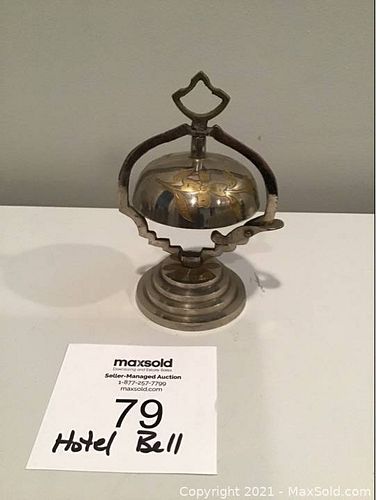 maxsold
Downsizing and Estate Sales
Seller-Managed Auction
1-877-257-7799
maxsold.com
79
Hotel Bell
Copyright 2021 - MaxSold.com